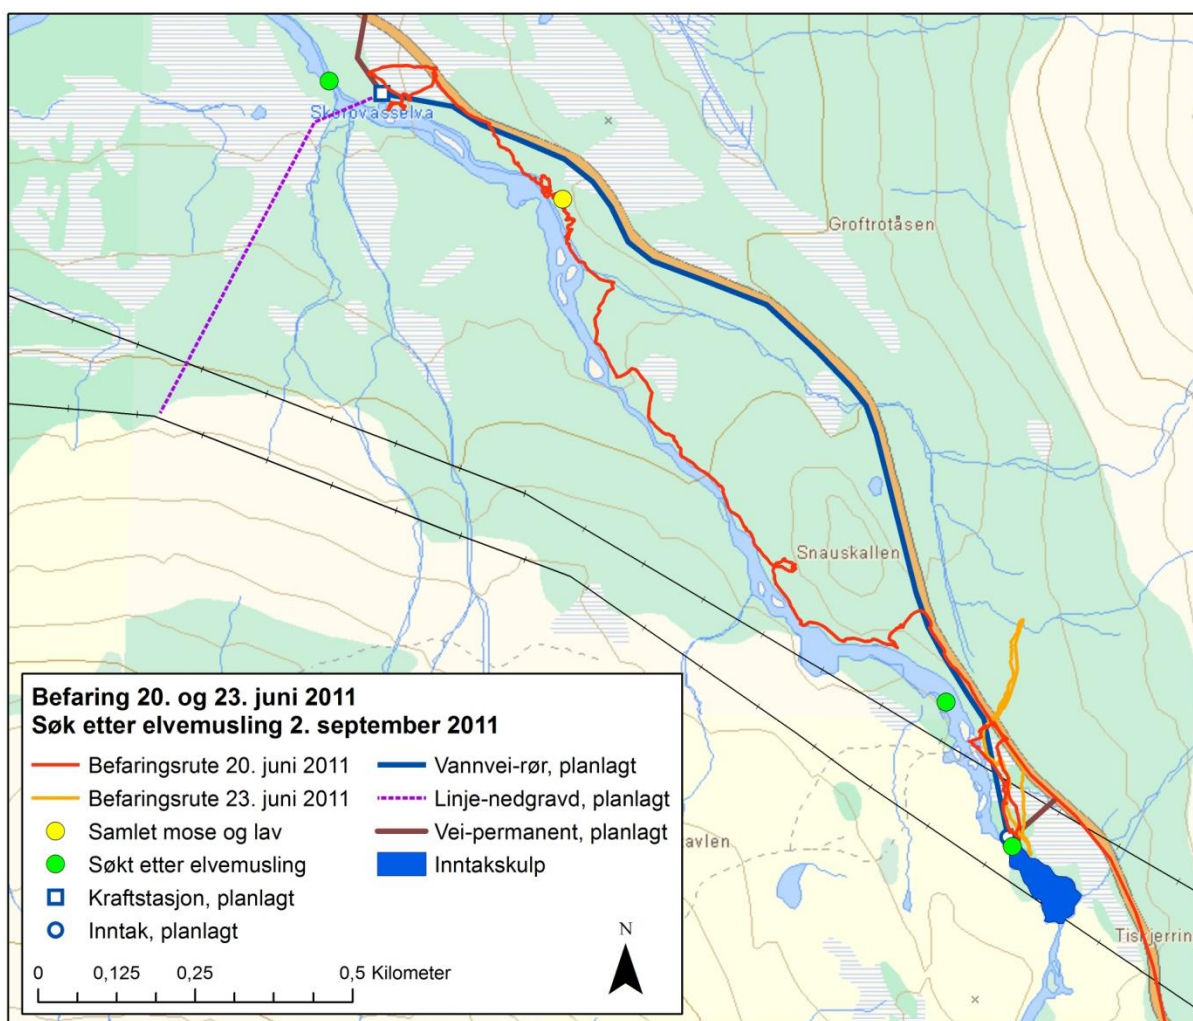 Skorovasselva
Groftrotåsen
Snauskallen
Befaring 20. og 23. juni 2011
Søk etter elvemusling 2. september 2011
Befaringsrute 20. juni 2011
Befaringsrute 23. juni 2011
Samlet mose og lav
Søkt etter elvemusling
Kraftstasjon, planlagt
Inntak, planlagt
Vannvei-rør, planlagt
Linje-nedgravd, planlagt
Vei-permanent, planlagt
Inntakskulp
avlen
Tiskjerrin
N
0 0,125 0,25 0,5 Kilometer